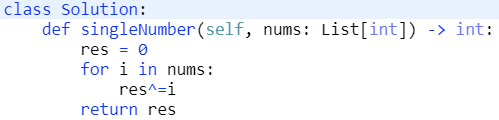 class Solution:
    def singleNumber(self, nums: List[int]) -> int:
        res = 0
        for i in nums:
            res^=i
        return res